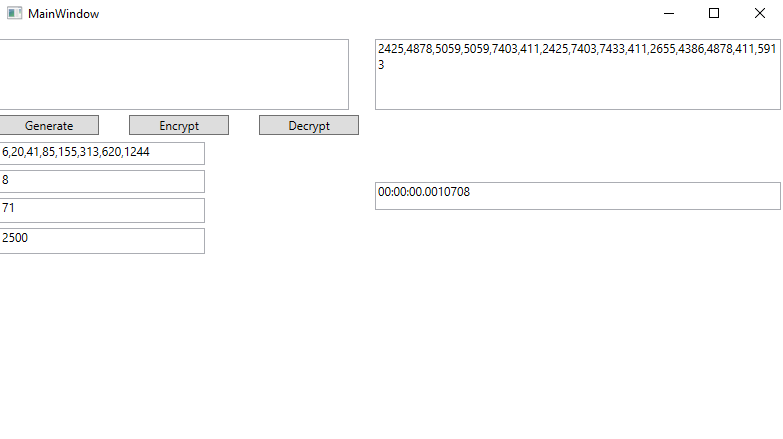 MainWindow
2425,4878,5059,5059,7403,411,2425,7403,7433,411,2655,4386,4878,411,591
3
Generate
Encrypt
Decrypt
6,20,41,85,155,313,620,1244
8
00:00:00.0010708
71
2500